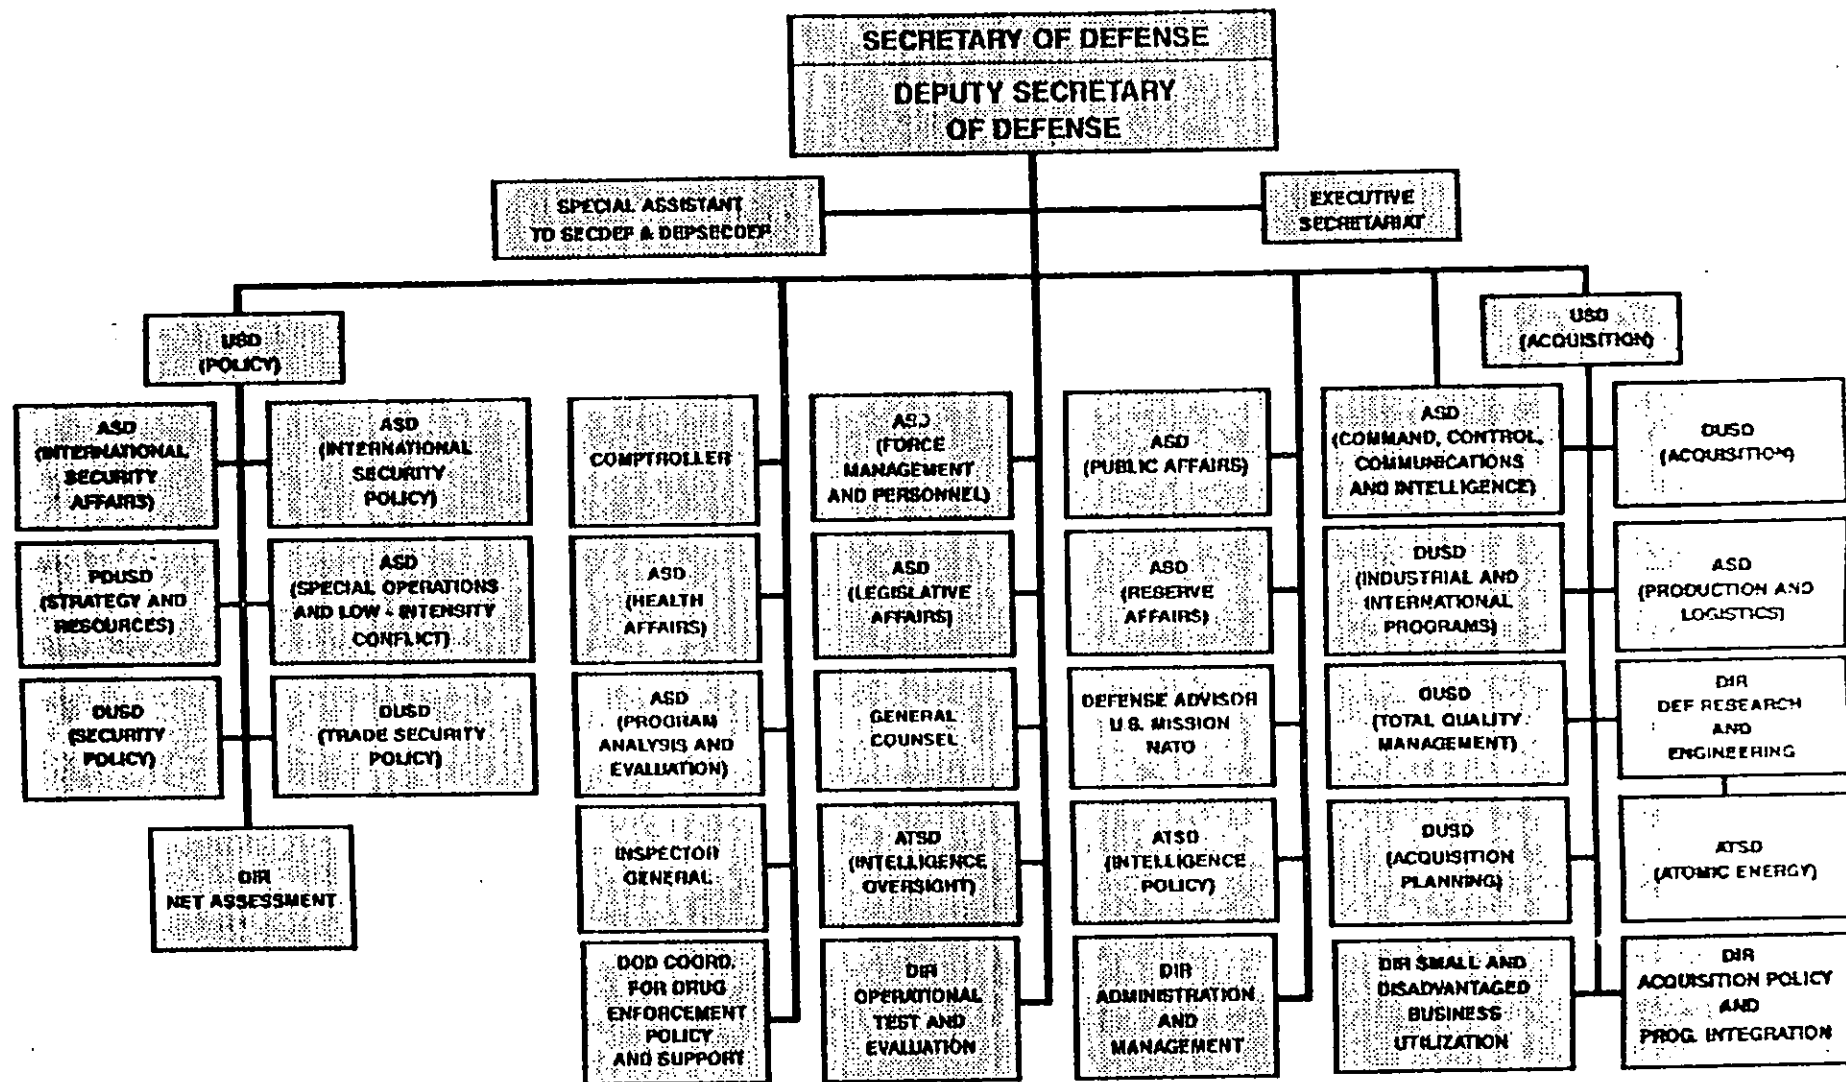 SECRETARY OF DEFENSE
DEPUTY SECRETARY
OF DEFENSE
SPECIAL ASSISTANT
TO SECDEF & DEPSECDEF
EXECUTIVE
SECRETARIAT
USD
(POLICY)
USD
(ACQUISITION)
ASD
(INTERNATIONAL
SECURITY
AFFAIRS)
ASD
(INTERNATIONAL
SECURITY
POLICY)
COMPTROLLER
ASD
(FORCE
MANAGEMENT
AND PERSONNEL)
ASD
(PUBLIC AFFAIRS)
ASD
(COMMAND, CONTROL,
COMMUNICATIONS
AND INTELLIGENCE)
DUSD
(ACQUISITION)
PDUSD
(STRATEGY AND
RESOURCES)
ASD
(SPECIAL OPERATIONS
AND LOW - INTENSITY
CONFLICT)
ASD
(HEALTH
AFFAIRS)
ASD
(LEGISLATIVE
AFFAIRS)
ASD
(RESERVE
AFFAIRS)
DUSD
(INDUSTRIAL AND
INTERNATIONAL
PROGRAMS)
ASD
(PRODUCTION AND
LOGISTICS)
DUSD
(SECURITY
POLICY)
DUSD
(TRADE SECURITY
POLICY)
ASD
(PROGRAM
ANALYSIS AND
EVALUATION)
GENERAL
COUNSEL
DEFENSE ADVISOR
U.S. MISSION
NATO
DUSD
(TOTAL QUALITY
MANAGEMENT)
DIR
DEF RESEARCH
AND
ENGINEERING
DIR
NET ASSESSMENT
INSPECTOR
GENERAL
ATSD
(INTELLIGENCE
OVERSIGHT)
ATSD
(INTELLIGENCE
POLICY)
DUSD
(ACQUISITION
PLANNING)
ATSD
(ATOMIC ENERGY)
DOD COORD.
FOR DRUG
ENFORCEMENT
POLICY
AND SUPPORT
DIR
OPERATIONAL
TEST AND
EVALUATION
DIR
ADMINISTRATION
AND
MANAGEMENT
DIR SMALL AND
DISADVANTAGED
BUSINESS
UTILIZATION
DIR
ACQUISITION POLICY
AND
PROG. INTEGRATION